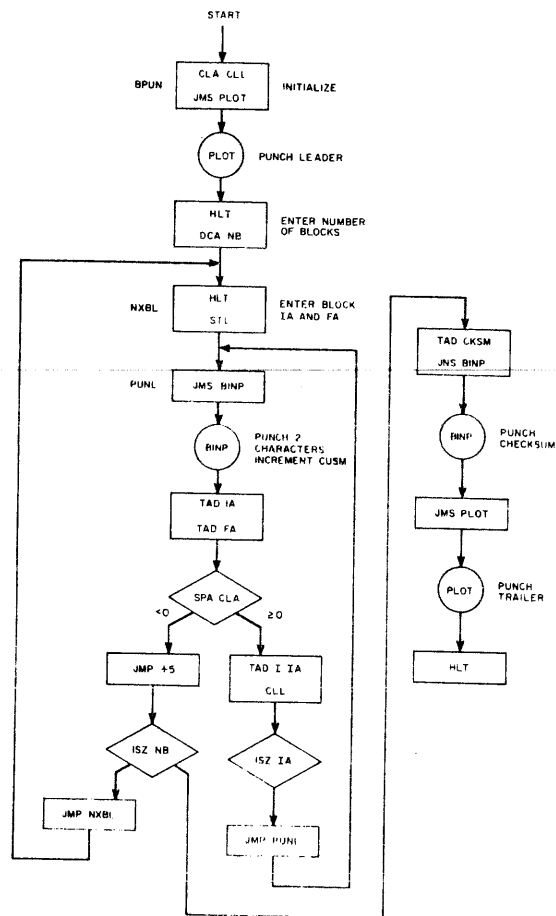 START
BPUN
CLA CLL
JMS PLOT
INITIALIZE
PLOT
PUNCH LEADER
HLT
DCA NB
ENTER NUMBER
OF BLOCKS
NXBL
HLT
STL
ENTER BLOCK
IA AND FA
PUNL
JMS BINP
BINP
PUNCH 2
CHARACTERS
INCREMENT CUSM
TAD IA
TAD FA
SPA CLA
<0
≥0
JMP +5
TAD I IA
CLL
ISZ NB
ISZ IA
JMP NXBL
JMP PUNL
TAD CKSM
JNS BINP
BINP
PUNCH
CHECKSUM
JMS PLOT
PLOT
PUNCH
TRAILER
HLT